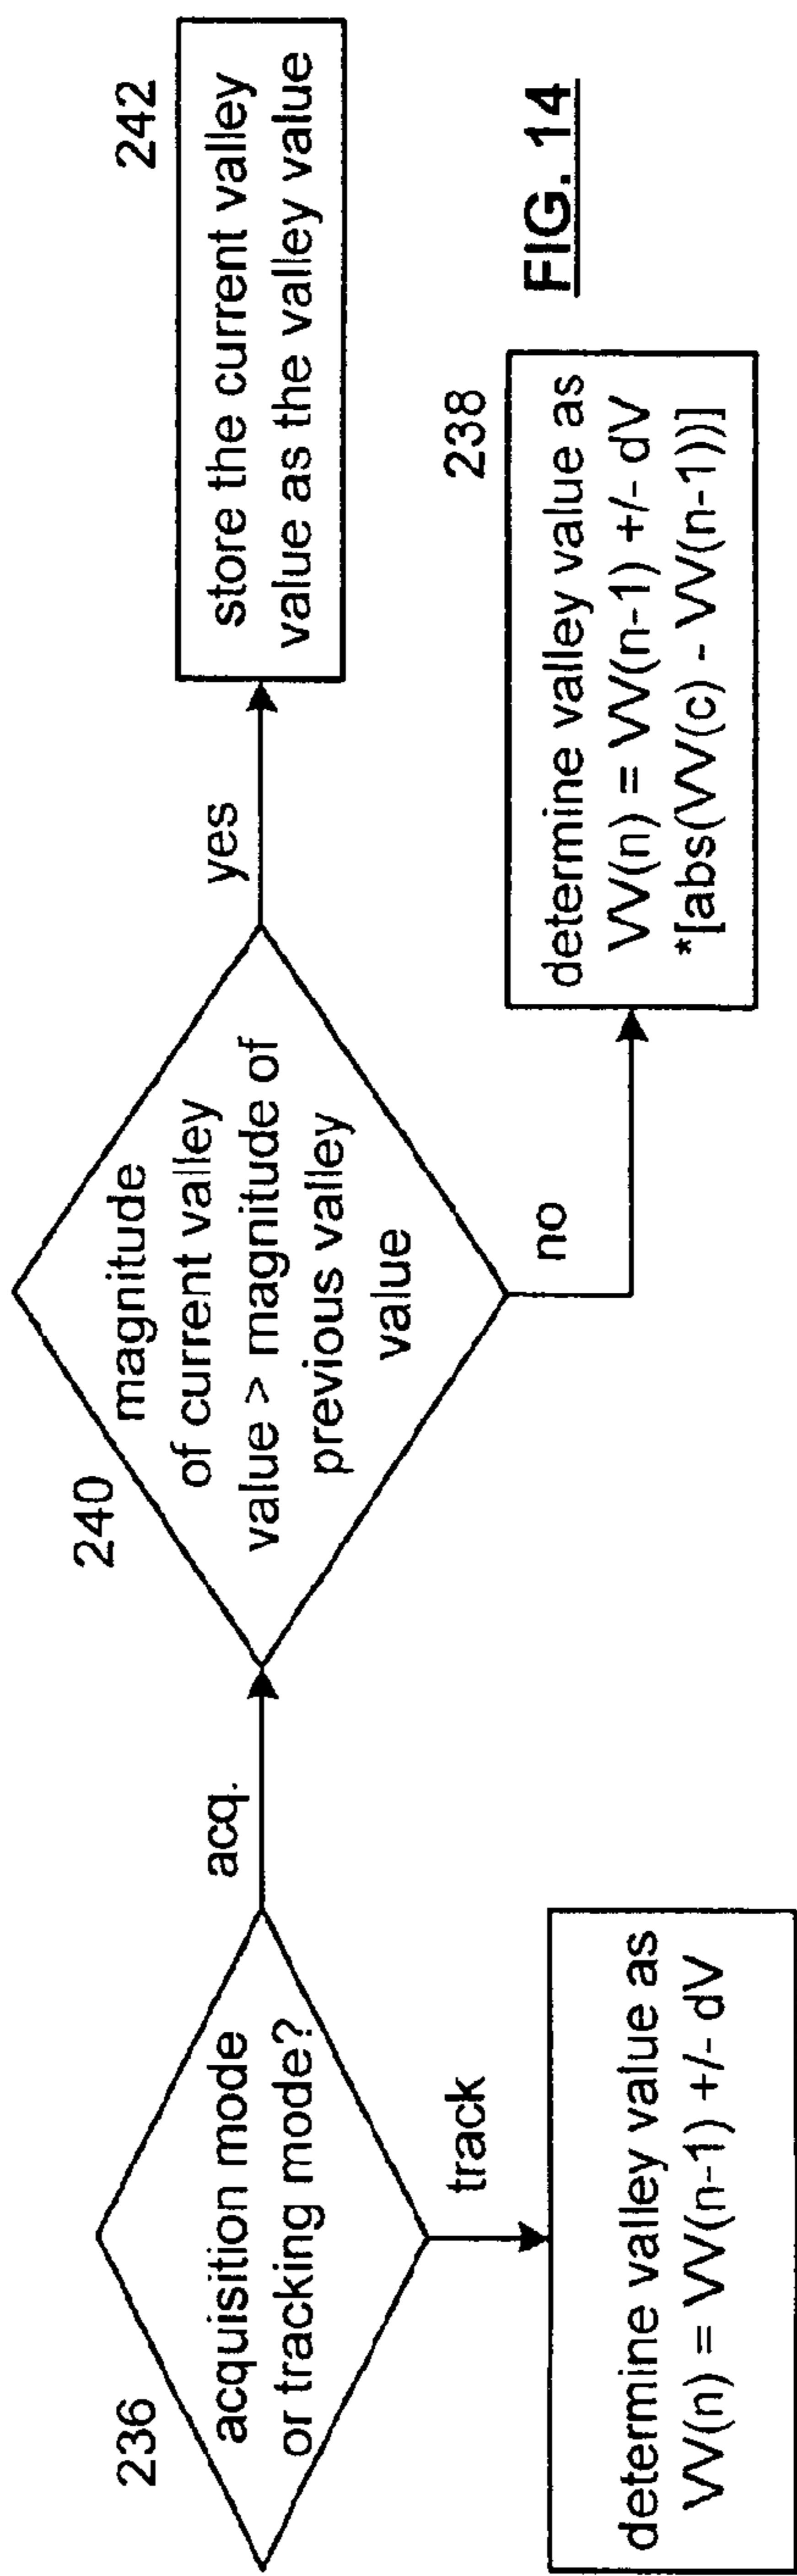 236
acquisition mode
or tracking mode?
acq.
track
determine valley value as
VV(n) = VV(n-1) +/- dV
240
magnitude
of current valley
value > magnitude of
previous valley
value
yes
no
242
store the current valley
value as the valley value
238
determine valley value as
VV(n) = VV(n-1) +/- dV
*[abs(VV(c) - VV(n-1))]
FIG. 14